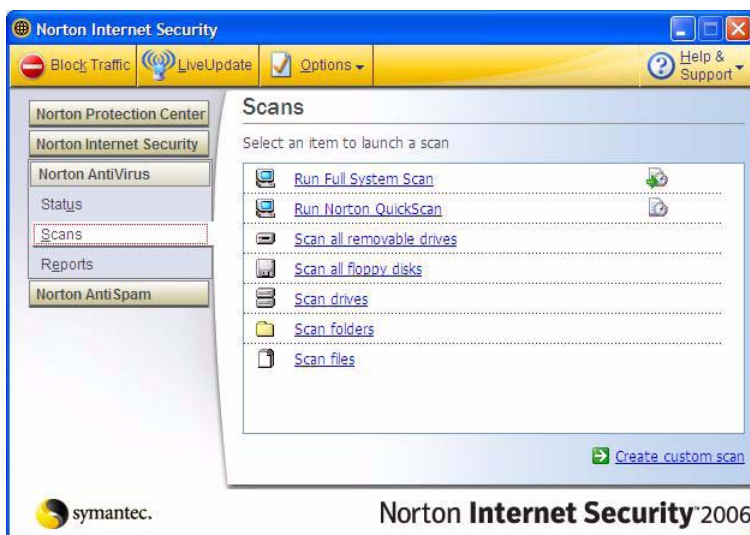 Norton Internet Security
Block Traffic LiveUpdate Options Help & Support
Norton Protection Center
Norton Internet Security
Norton AntiVirus
Status
Scans
Reports
Norton AntiSpam
Scans
Select an item to launch a scan
Run Full System Scan
Run Norton QuickScan
Scan all removable drives
Scan all floppy disks
Scan drives
Scan folders
Scan files
Create custom scan
symantec.
Norton Internet Security™ 2006